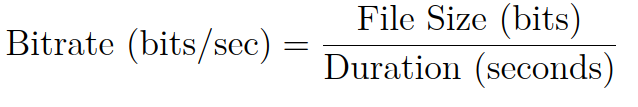 Bitrate (bits/sec) = File Size (bits)
Duration (seconds)